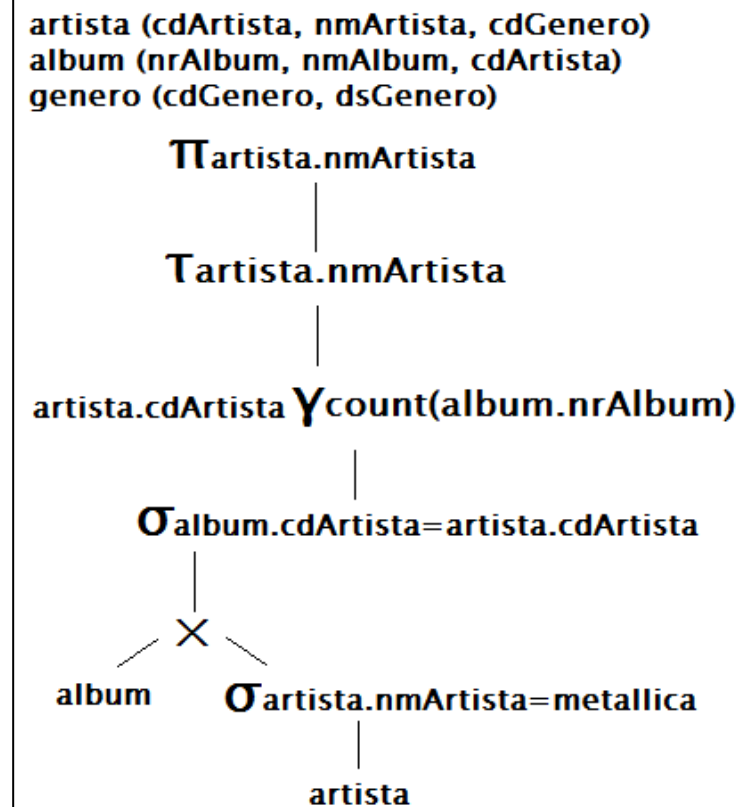 artista (cdArtista, nmArtista, cdGenero)
album (nrAlbum, nmAlbum, cdArtista)
genero (cdGenero, dsGenero)
πartista.nmArtista
τartista.nmArtista
artista.cdArtista γcount(album.nrAlbum)
σalbum.cdArtista=artista.cdArtista
×
album σartista.nmArtista=metallica
artista